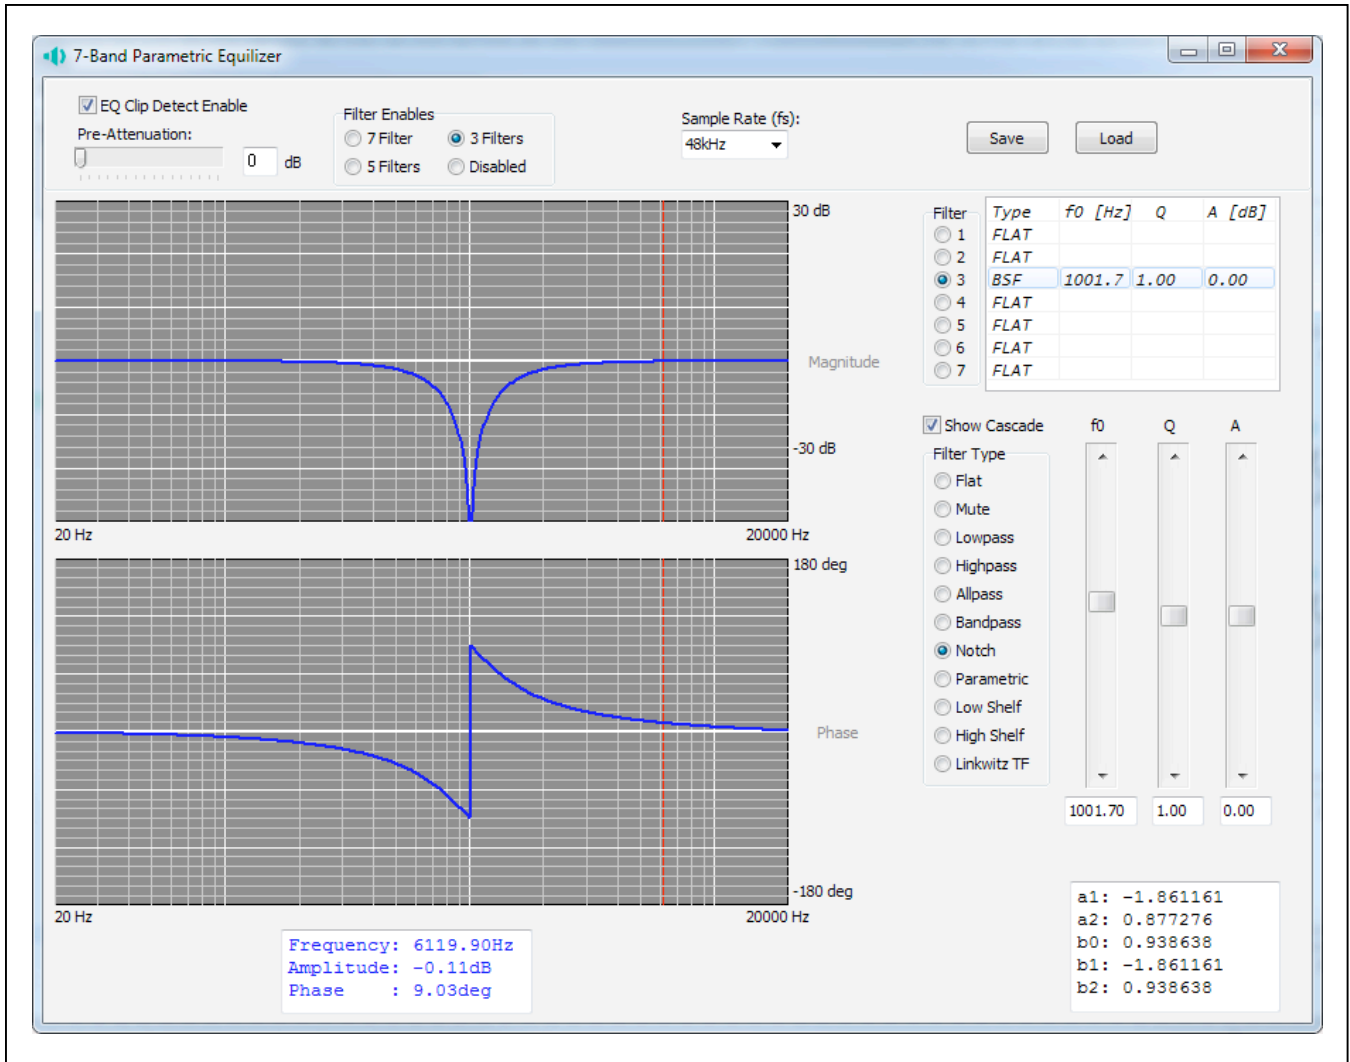 7-Band Parametric Equilizer
EQ Clip Detect Enable
Pre-Attenuation:
0 dB
Filter Enables
7 Filter 3 Filters
5 Filters Disabled
Sample Rate (fs):
48kHz
Save Load
30 dB
Magnitude
-30 dB
20 Hz 20000 Hz
180 deg
Phase
-180 deg
20 Hz 20000 Hz
Frequency: 6119.90Hz
Amplitude: -0.11dB
Phase : 9.03deg
Filter Type f0 [Hz] Q A [dB]
1 FLAT
2 FLAT
3 BSF 1001.7 1.00 0.00
4 FLAT
5 FLAT
6 FLAT
7 FLAT
Show Cascade f0 Q A
Filter Type
Flat
Mute
Lowpass
Highpass
Allpass
Bandpass
Notch
Parametric
Low Shelf
High Shelf
Linkwitz TF
1001.70 1.00 0.00
a1: -1.861161
a2: 0.877276
b0: 0.938638
b1: -1.861161
b2: 0.938638